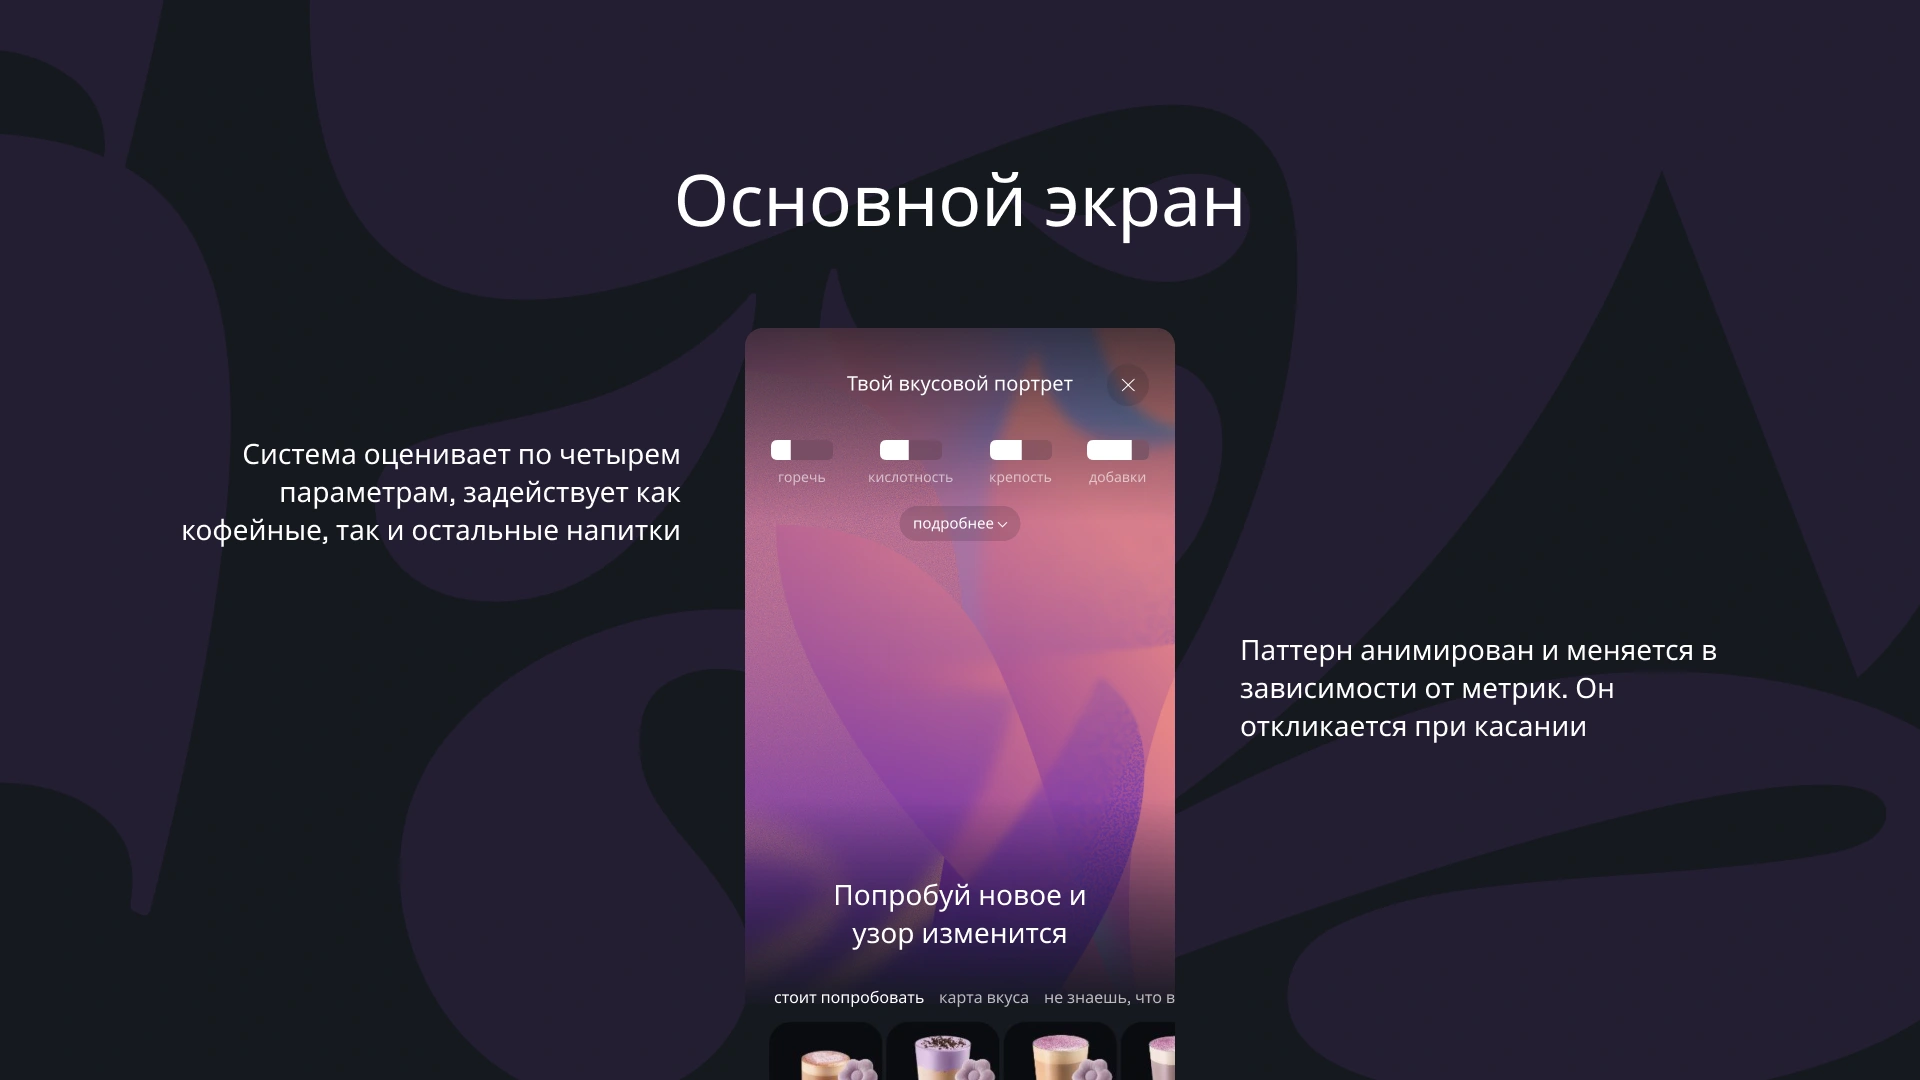 Основной экран
Система оценивает по четырем
параметрам, задействует как
кофейные, так и остальные напитки
Твой вкусовой портрет
горечь кислотность крепость добавки
подробнее
Паттерн анимирован и меняется в
зависимости от метрик. Он
откликается при касании
Попробуй новое и
узор изменится
стоит попробовать карта вкуса не знаешь, что в